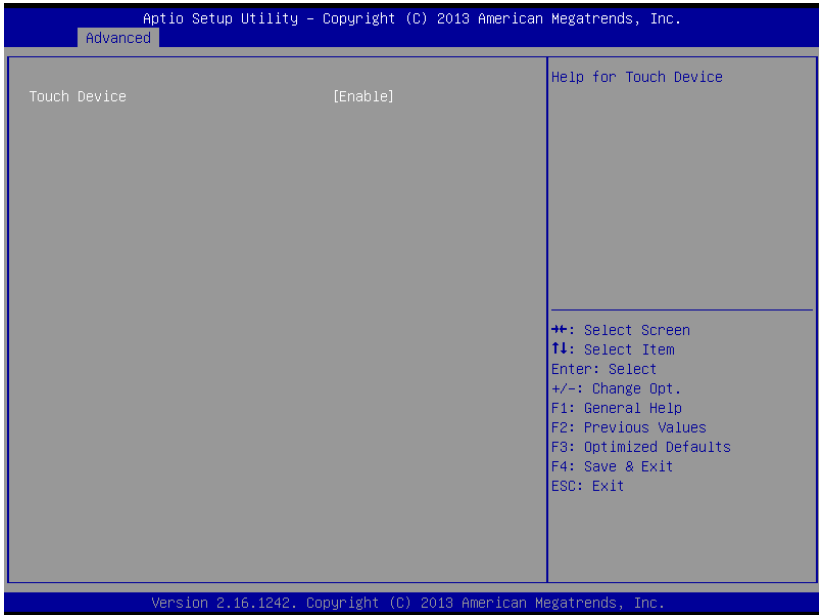 Aptio Setup Utility – Copyright (C) 2013 American Megatrends, Inc.
Advanced
Touch Device [Enable]
Help for Touch Device
→←: Select Screen
↑↓: Select Item
Enter: Select
+/-: Change Opt.
F1: General Help
F2: Previous Values
F3: Optimized Defaults
F4: Save & Exit
ESC: Exit
Version 2.16.1242. Copyright (C) 2013 American Megatrends, Inc.